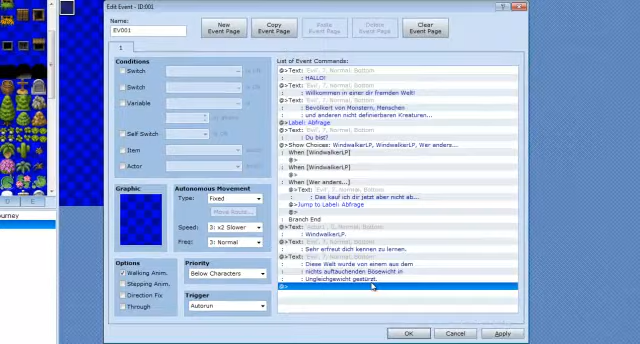 Edit Event - ID:001
Name:
EV001
New Event Page
Copy Event Page
Paste Event Page
Delete Event Page
Clear Event Page
1
Conditions
Switch
Switch
Variable
Self Switch
Item
Actor
Graphic
Autonomous Movement
Type: Fixed
Move Route...
Speed: 3: x2 Slower
Freq: 3: Normal
Options
Walking Anim.
Stepping Anim.
Direction Fix
Through
Priority
Below Characters
Trigger
Autorun
List of Event Commands:
@>Text: 'Evil', 7, Normal, Bottom
: : HALLO!
@>Text: 'Evil', 7, Normal, Bottom
: : Willkommen in einer dir fremden Welt!
@>Text: 'Evil', 7, Normal, Bottom
: : Bevölkert von Monstern, Menschen
: : und anderen nicht definierbaren Kreaturen...
@>Label: Abfrage
@>Text: 'Evil', 7, Normal, Bottom
: : Du bist?
@>Show Choices: WindwalkerLP, WindwalkerLP, Wer anders...
: When [WindwalkerLP]
@>
: When [WindwalkerLP]
@>
: When [Wer anders...]
@>Text: 'Evil', 7, Normal, Bottom
: : Das kauf ich dir jetzt aber nicht ab...
@>Jump to Label: Abfrage
@>
: Branch End
@>Text: Normal, Bottom
: : WindwalkerLP.
@>Text: 'Evil', 7, Normal, Bottom
: : Sehr erfreut dich kennen zu lernen.
@>Text: 'Evil', 7, Normal, Bottom
: : Diese Welt wurde von einem aus dem
: : nichts auftauchenden Bösewicht in
: : Ungleichgewicht gestürzt.
@>
OK
Cancel
Apply
G
E
ourney